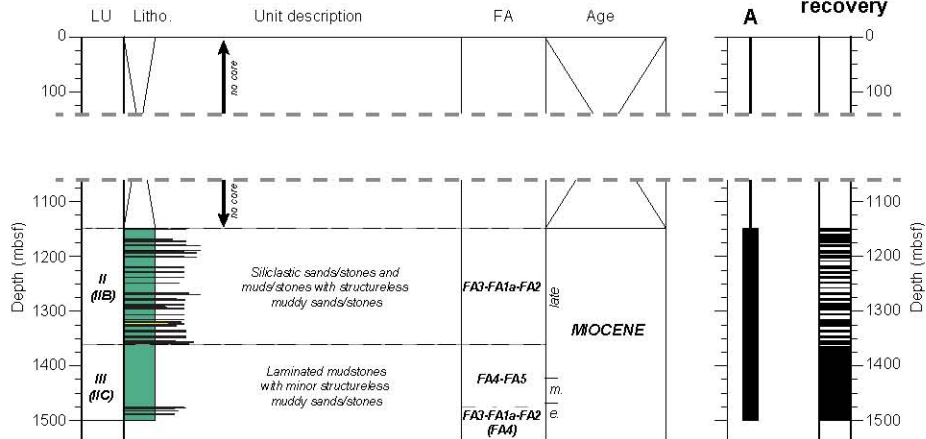 LU Litho. Unit description FA Age A recovery
0 0
no core
100 100
no core
1100 1100
1200 1200
1300 1300
1400 1400
1500 1500
Depth (mbsf)
Depth (mbsf)
II
(IIB)
Siliclastic sands/stones and
muds/stones with structureless
muddy sands/stones
FA3-FA1a-FA2
late
MIOCENE
III
(IIC)
Laminated mudstones
with minor structureless
muddy sands/stones
FA4-FA5
m.
FA3-FA1a-FA2
(FA4)
e.